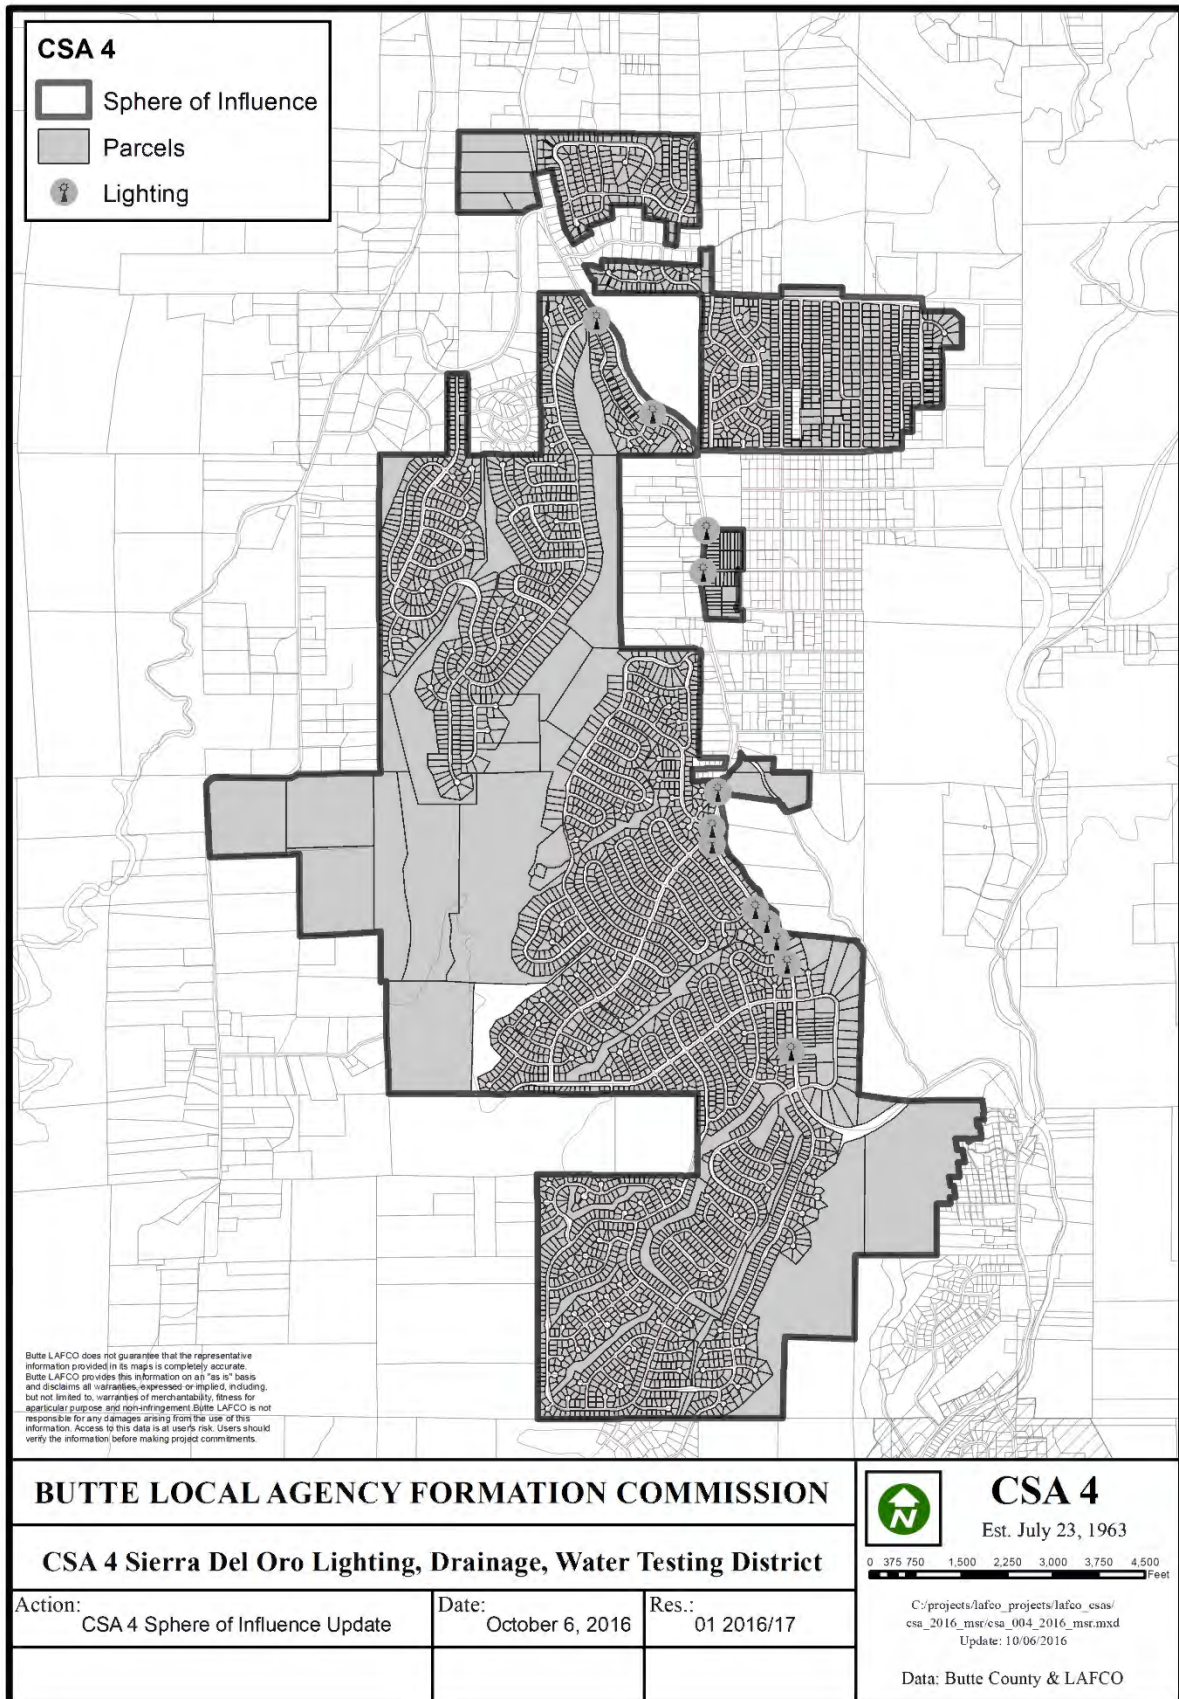 CSA 4
Sphere of Influence
Parcels
Lighting
Butte LAFCO does not guarantee that the representative
information provided in its maps is completely accurate.
Butte LAFCO provides this information on an "as is" basis
and disclaims all warranties, expressed or implied, including,
but not limited to, warranties of merchantability, fitness for
aparticular purpose and non-infringement.Butte LAFCO is not
responsible for any damages arising from the use of this
information. Access to this data is at user's risk. Users should
verify the information before making project commitments.
BUTTE LOCAL AGENCY FORMATION COMMISSION
CSA 4 Sierra Del Oro Lighting, Drainage, Water Testing District
Action:
CSA 4 Sphere of Influence Update
Date:
October 6, 2016
Res.:
01 2016/17
N
CSA 4
Est. July 23, 1963
0 375 750 1,500 2,250 3,000 3,750 4,500
Feet
C:/projects/lafco_projects/lafco_csas/
csa_2016_msr/csa_004_2016_msr.mxd
Update: 10/06/2016
Data: Butte County & LAFCO